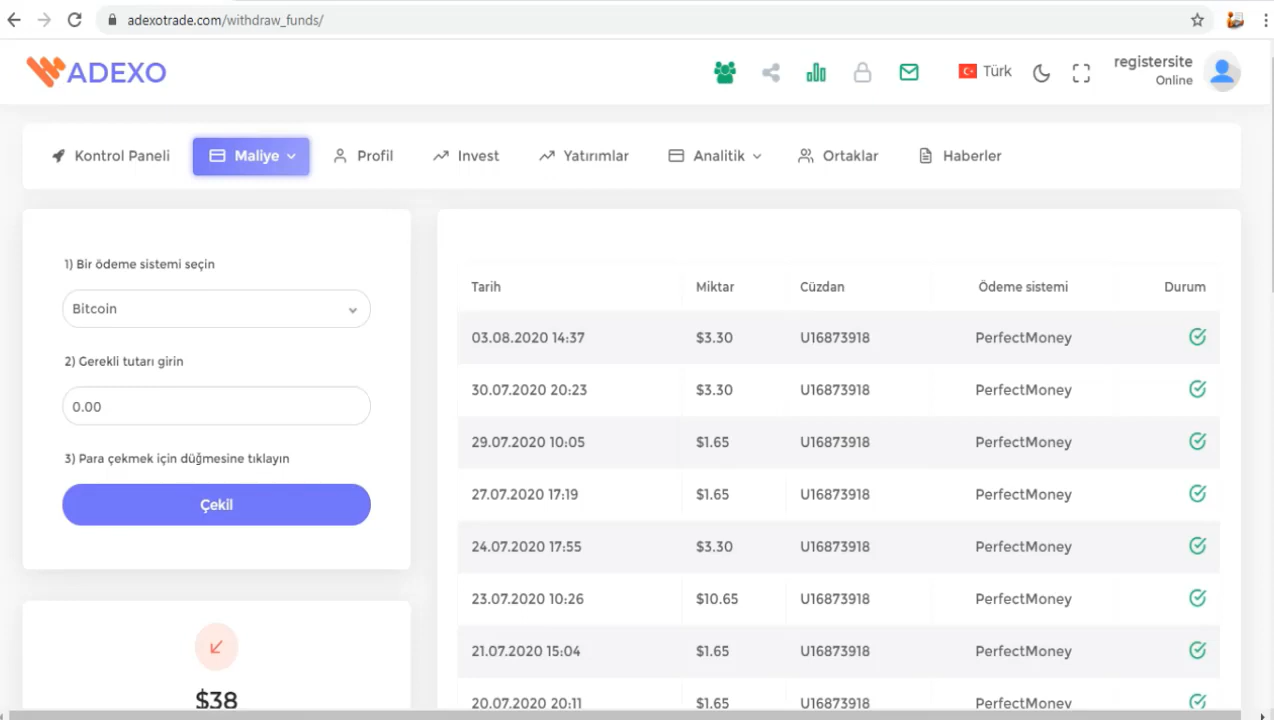 adexotrade.com/withdraw_funds/
ADEXO
Türk
registersite
Online
Kontrol Paneli Maliye Profil Invest Yatırımlar Analitik Ortaklar Haberler
1) Bir ödeme sistemi seçin
Bitcoin
2) Gerekli tutarı girin
0.00
3) Para çekmek için düğmesine tıklayın
Çekil
$38
Tarih Miktar Cüzdan Ödeme sistemi Durum
03.08.2020 14:37 $3.30 U16873918 PerfectMoney
30.07.2020 20:23 $3.30 U16873918 PerfectMoney
29.07.2020 10:05 $1.65 U16873918 PerfectMoney
27.07.2020 17:19 $1.65 U16873918 PerfectMoney
24.07.2020 17:55 $3.30 U16873918 PerfectMoney
23.07.2020 10:26 $10.65 U16873918 PerfectMoney
21.07.2020 15:04 $1.65 U16873918 PerfectMoney
20.07.2020 20:11 $1.65 U16873918 PerfectMoney